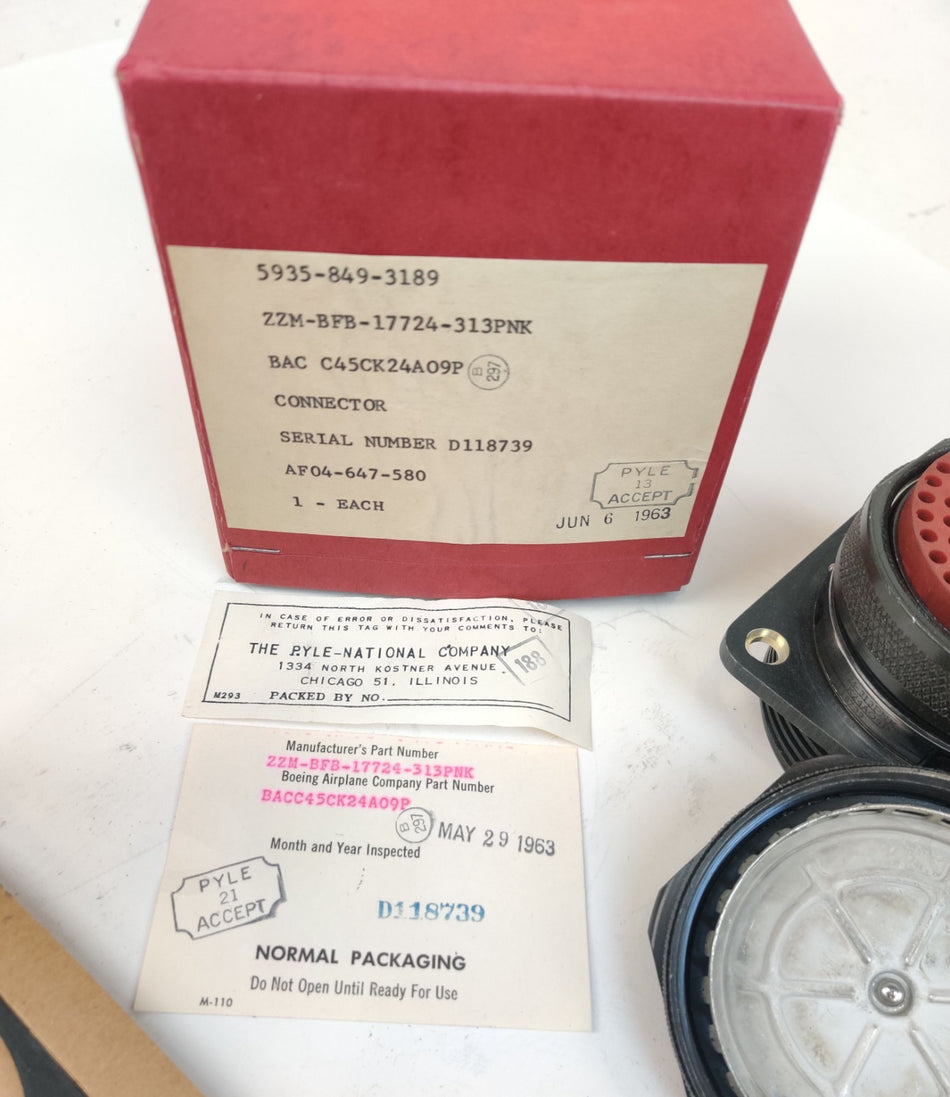 5935-849-3189
ZZM-BFB-17724-313PNK
BAC C45CK24A09P B 297
CONNECTOR
SERIAL NUMBER D118739
AF04-647-580
1 - EACH
PYLE
13
ACCEPT
JUN 6 1963
IN CASE OF ERROR OR DISSATISFACTION, PLEASE
RETURN THIS TAG WITH YOUR COMMENTS TO:
THE PYLE-NATIONAL COMPANY
1334 NORTH KOSTNER AVENUE
CHICAGO 51, ILLINOIS
M293 PACKED BY NO.
188
Manufacturer's Part Number
ZZM-BFB-17724-313PNK
Boeing Airplane Company Part Number
BACC45CK24A09P
B 297 MAY 29 1963
Month and Year Inspected
PYLE
21
ACCEPT
D118739
NORMAL PACKAGING
Do Not Open Until Ready For Use
M-110